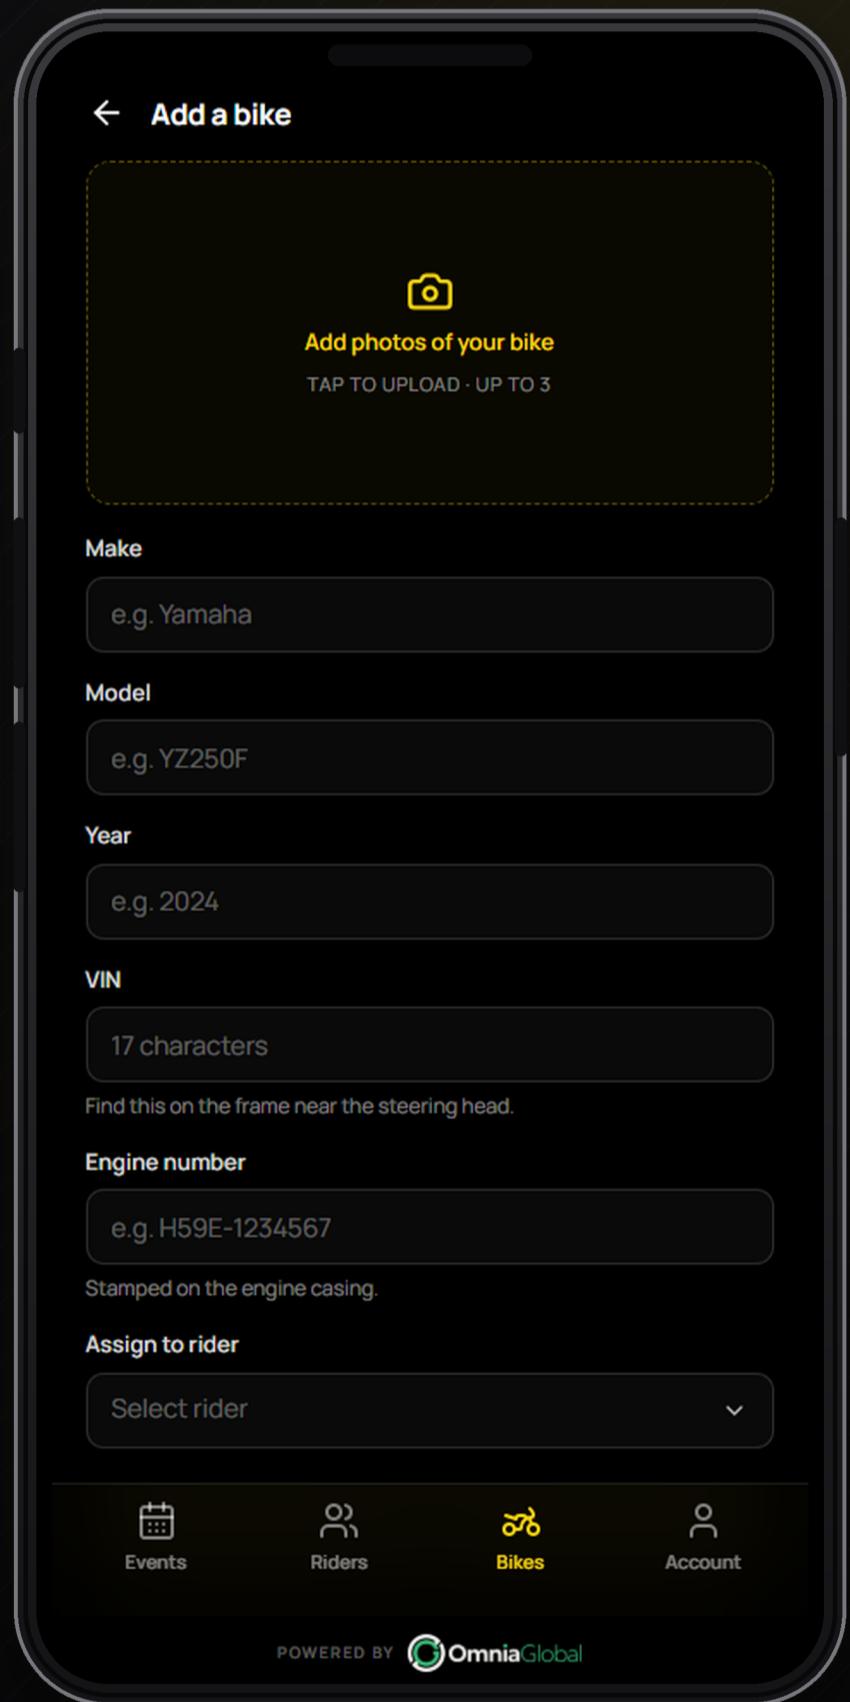 Add a bike
Add photos of your bike
TAP TO UPLOAD · UP TO 3
Make
e.g. Yamaha
Model
e.g. YZ250F
Year
e.g. 2024
VIN
17 characters
Find this on the frame near the steering head.
Engine number
e.g. H59E-1234567
Stamped on the engine casing.
Assign to rider
Select rider
Events Riders Bikes Account
POWERED BY OmniaGlobal